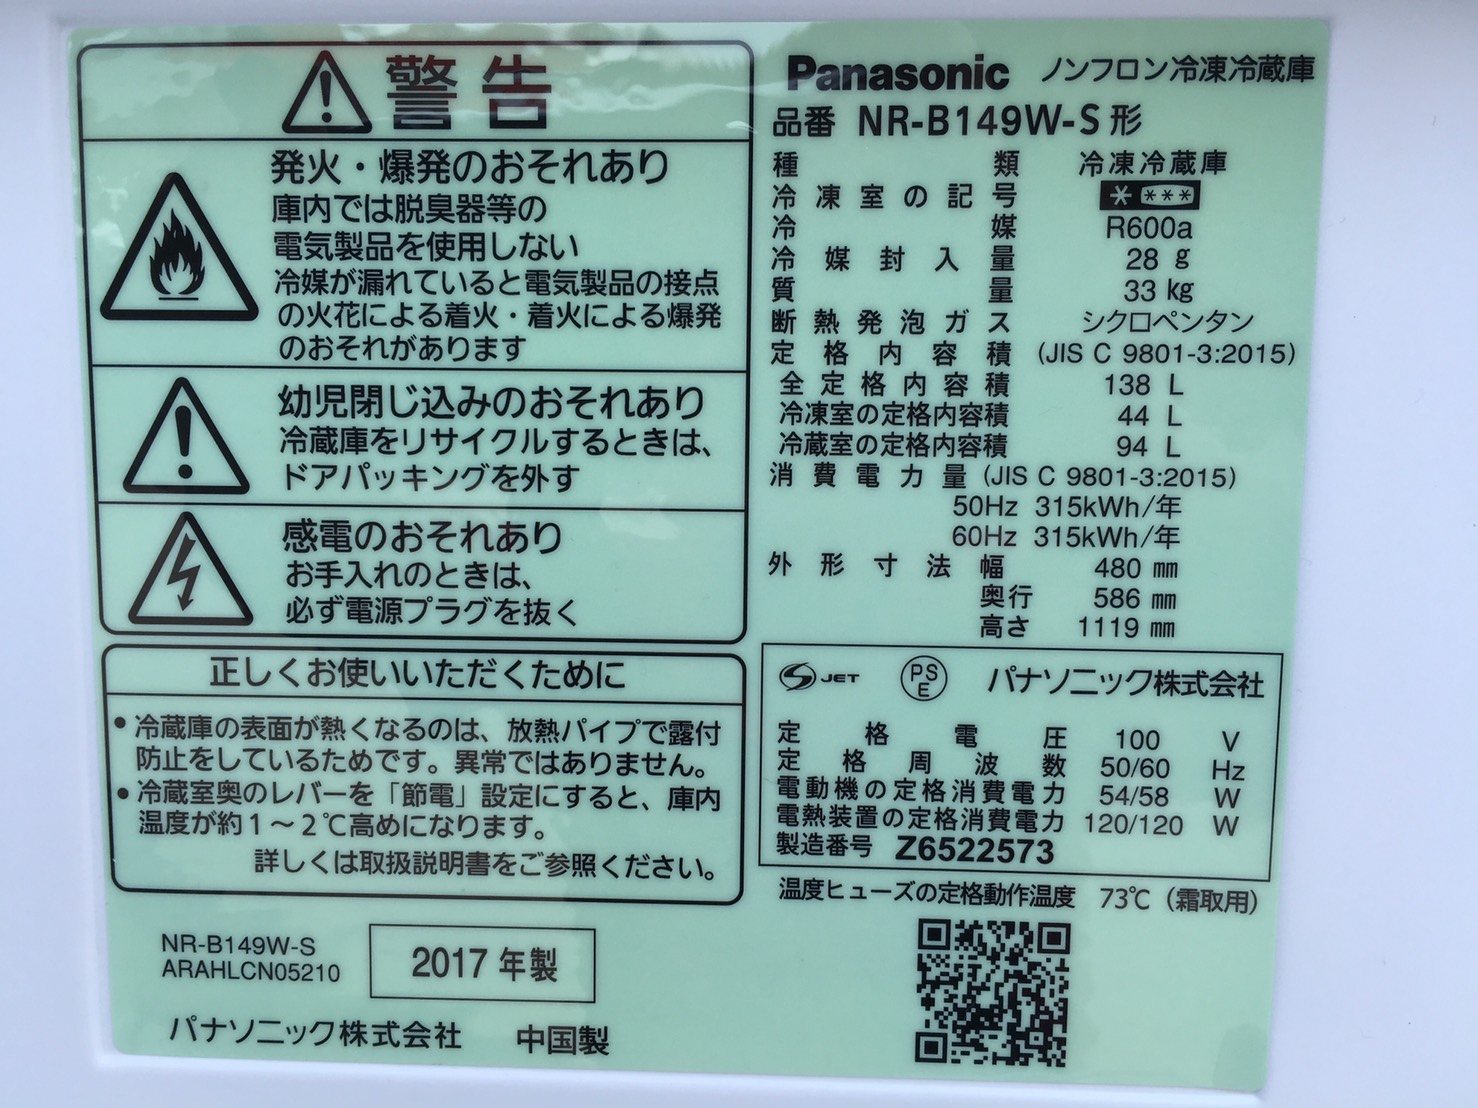 警告
発火・爆発のおそれあり
庫内では脱臭器等の
電気製品を使用しない
冷媒が漏れていると電気製品の接点
の火花による着火・着火による爆発
のおそれがあります
幼児閉じ込みのおそれあり
冷蔵庫をリサイクルするときは、
ドアパッキングを外す
感電のおそれあり
お手入れのときは、
必ず電源プラグを抜く
正しくお使いいただくために
●冷蔵庫の表面が熱くなるのは、放熱パイプで露付
防止をしているためです。異常ではありません。
●冷蔵室奥のレバーを「節電」設定にすると、庫内
温度が約1～2℃高めになります。
詳しくは取扱説明書をご参照ください。
NR-B149W-S
ARAHLCN05210
2017年製
パナソニック株式会社 中国製
Panasonic ノンフロン冷凍冷蔵庫
品番 NR-B149W-S形
種類 冷凍冷蔵庫
冷凍室の記号 * ***
冷媒 R600a
冷媒封入量 28 g
質量 33 kg
断熱発泡ガス シクロペンタン
定格内容積 (JIS C 9801-3:2015)
全定格内容積 138 L
冷凍室の定格内容積 44 L
冷蔵室の定格内容積 94 L
消費電力量 (JIS C 9801-3:2015)
50Hz 315kWh/年
60Hz 315kWh/年
外形寸法 幅 480 mm
奥行 586 mm
高さ 1119 mm
S JET PSE パナソニック株式会社
定格電圧 100 V
定格周波数 50/60 Hz
電動機の定格消費電力 54/58 W
電熱装置の定格消費電力 120/120 W
製造番号 Z6522573
温度ヒューズの定格動作温度 73℃（霜取用）